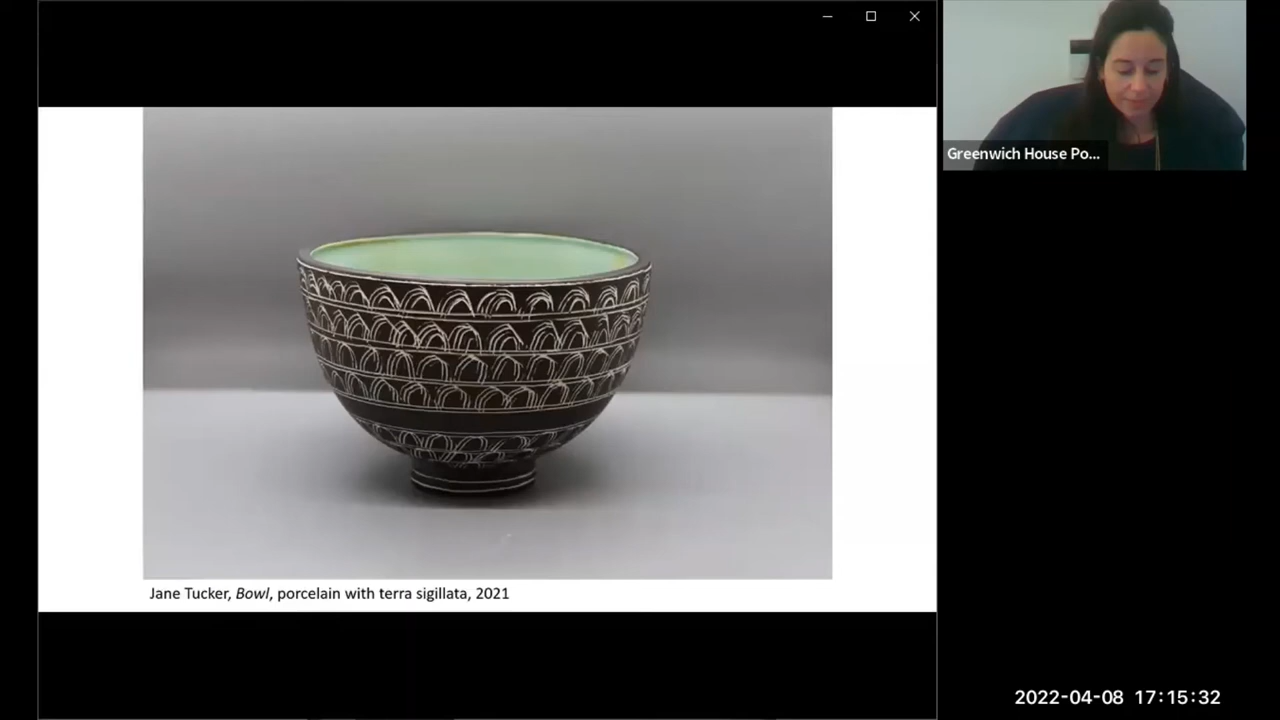 Greenwich House Po...
Jane Tucker, Bowl, porcelain with terra sigillata, 2021
2022-04-08 17:15:32